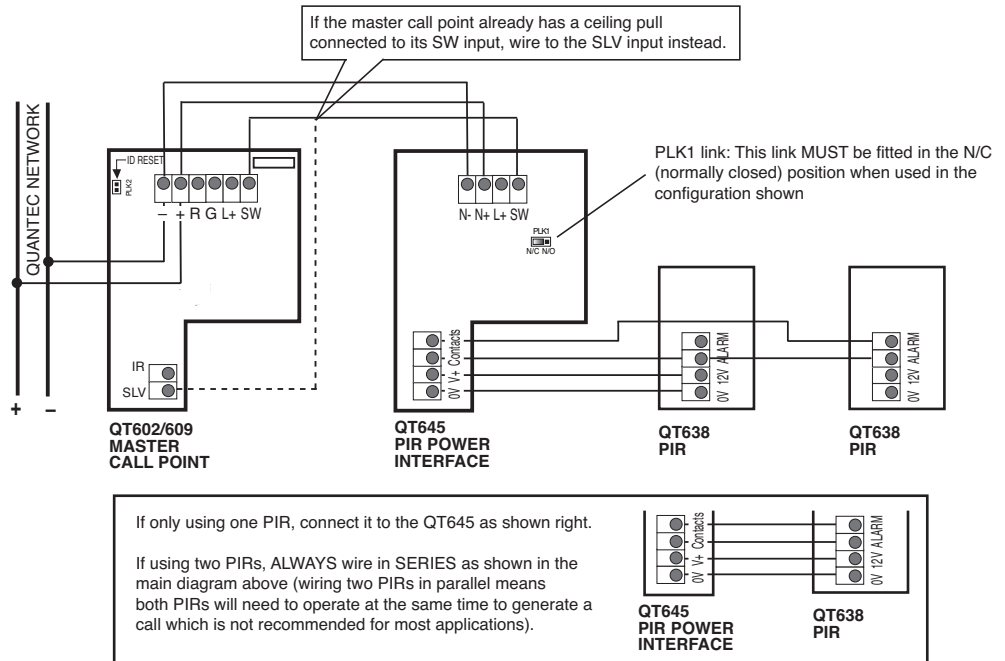 If the master call point already has a ceiling pull
connected to its SW input, wire to the SLV input instead.
QUANTEC NETWORK
+ –
ID RESET
PLK2
– + R G L+ SW
IR
SLV
QT602/609
MASTER
CALL POINT
N- N+ L+ SW
PLK1
N/C N/O
PLK1 link: This link MUST be fitted in the N/C
(normally closed) position when used in the
configuration shown
0V V+ Contacts
QT645
PIR POWER
INTERFACE
0V 12V ALARM
QT638
PIR
0V 12V ALARM
QT638
PIR
If only using one PIR, connect it to the QT645 as shown right.
If using two PIRs, ALWAYS wire in SERIES as shown in the
main diagram above (wiring two PIRs in parallel means
both PIRs will need to operate at the same time to generate a
call which is not recommended for most applications).
0V V+ Contacts
QT645
PIR POWER
INTERFACE
0V 12V ALARM
QT638
PIR